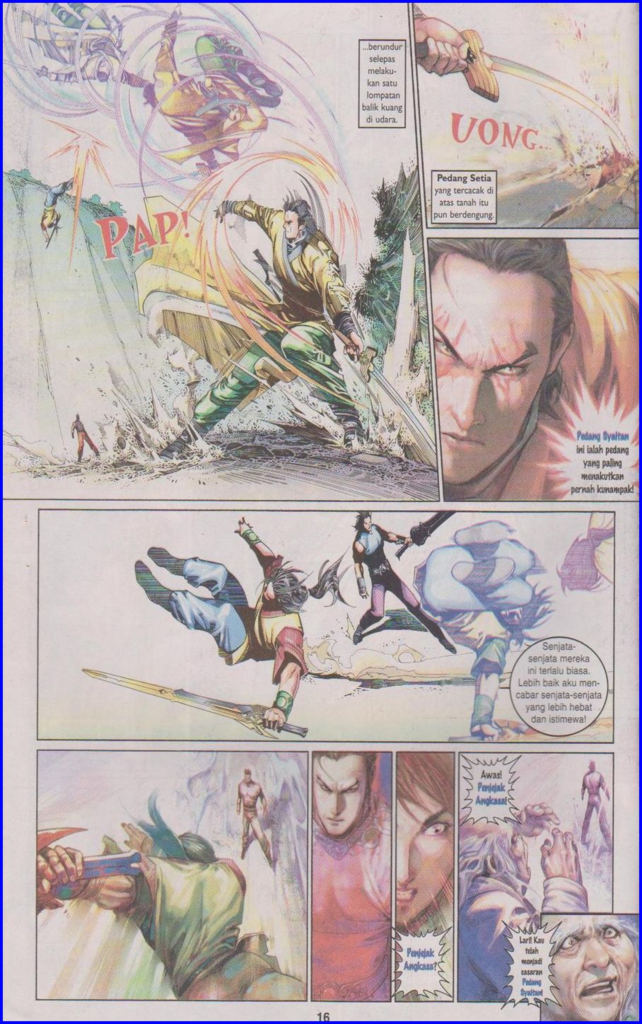 ...berundur
selepas
melaku-
kan satu
lompatan
balik kuang
di udara.
UONG...
Pedang Setia
yang tercacak di
atas tanah itu
pun berdengung.
PAP!
Pedang Syaitan
ini ialah pedang
yang paling
menakutkan
pernah kunampak!
Senjata-
senjata mereka
ini terlalu biasa.
Lebih baik aku men-
cabar senjata-senjata
yang lebih hebat
dan istimewa!
Penjejak
Angkasa?
Awas!
Penjejak
Angkasa!
Lari! Kau
telah
menjadi
sasaran
Pedang
Syaitan!
16